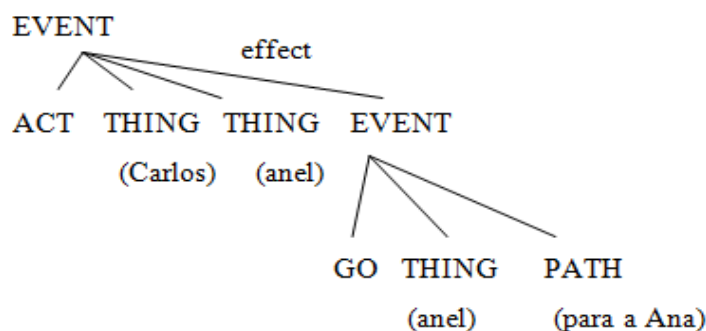 EVENT
effect
ACT THING THING EVENT
(Carlos) (anel)
GO THING PATH
(anel) (para a Ana)